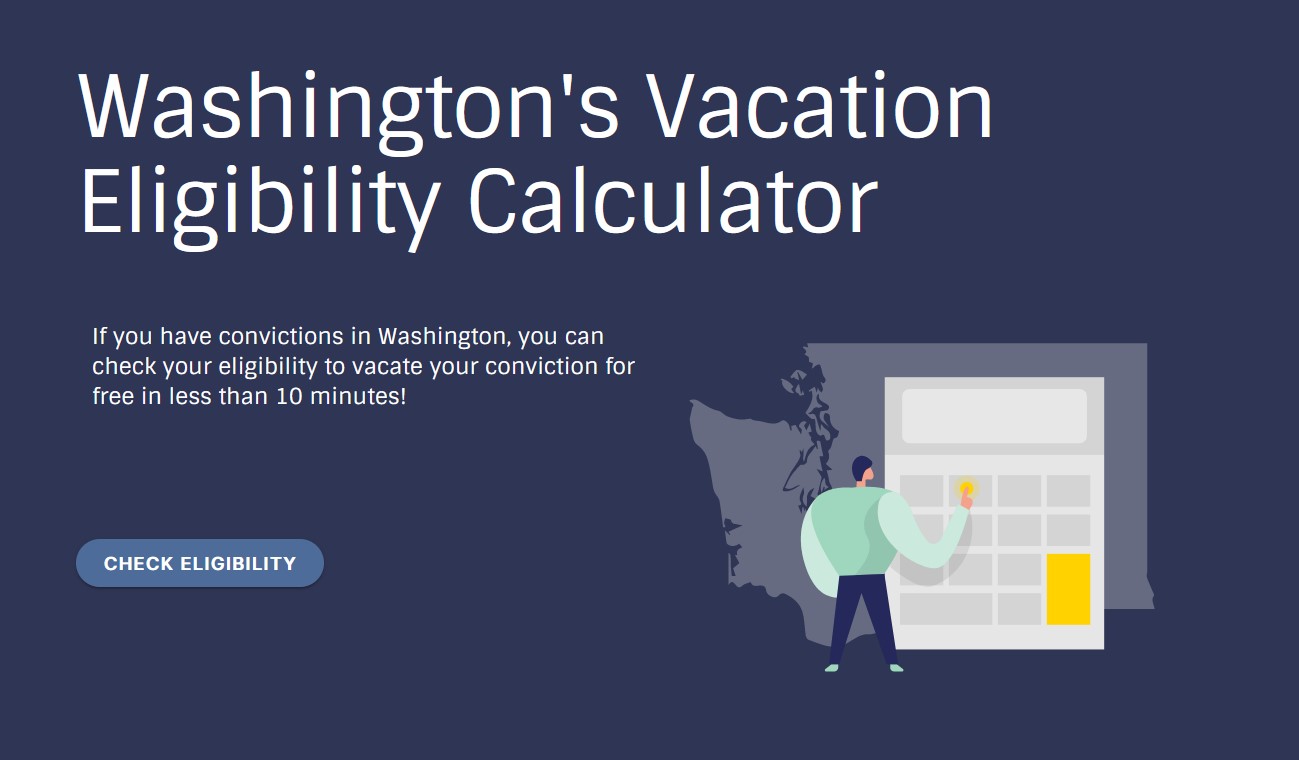 Washington's Vacation
Eligibility Calculator
If you have convictions in Washington, you can
check your eligibility to vacate your conviction for
free in less than 10 minutes!
CHECK ELIGIBILITY